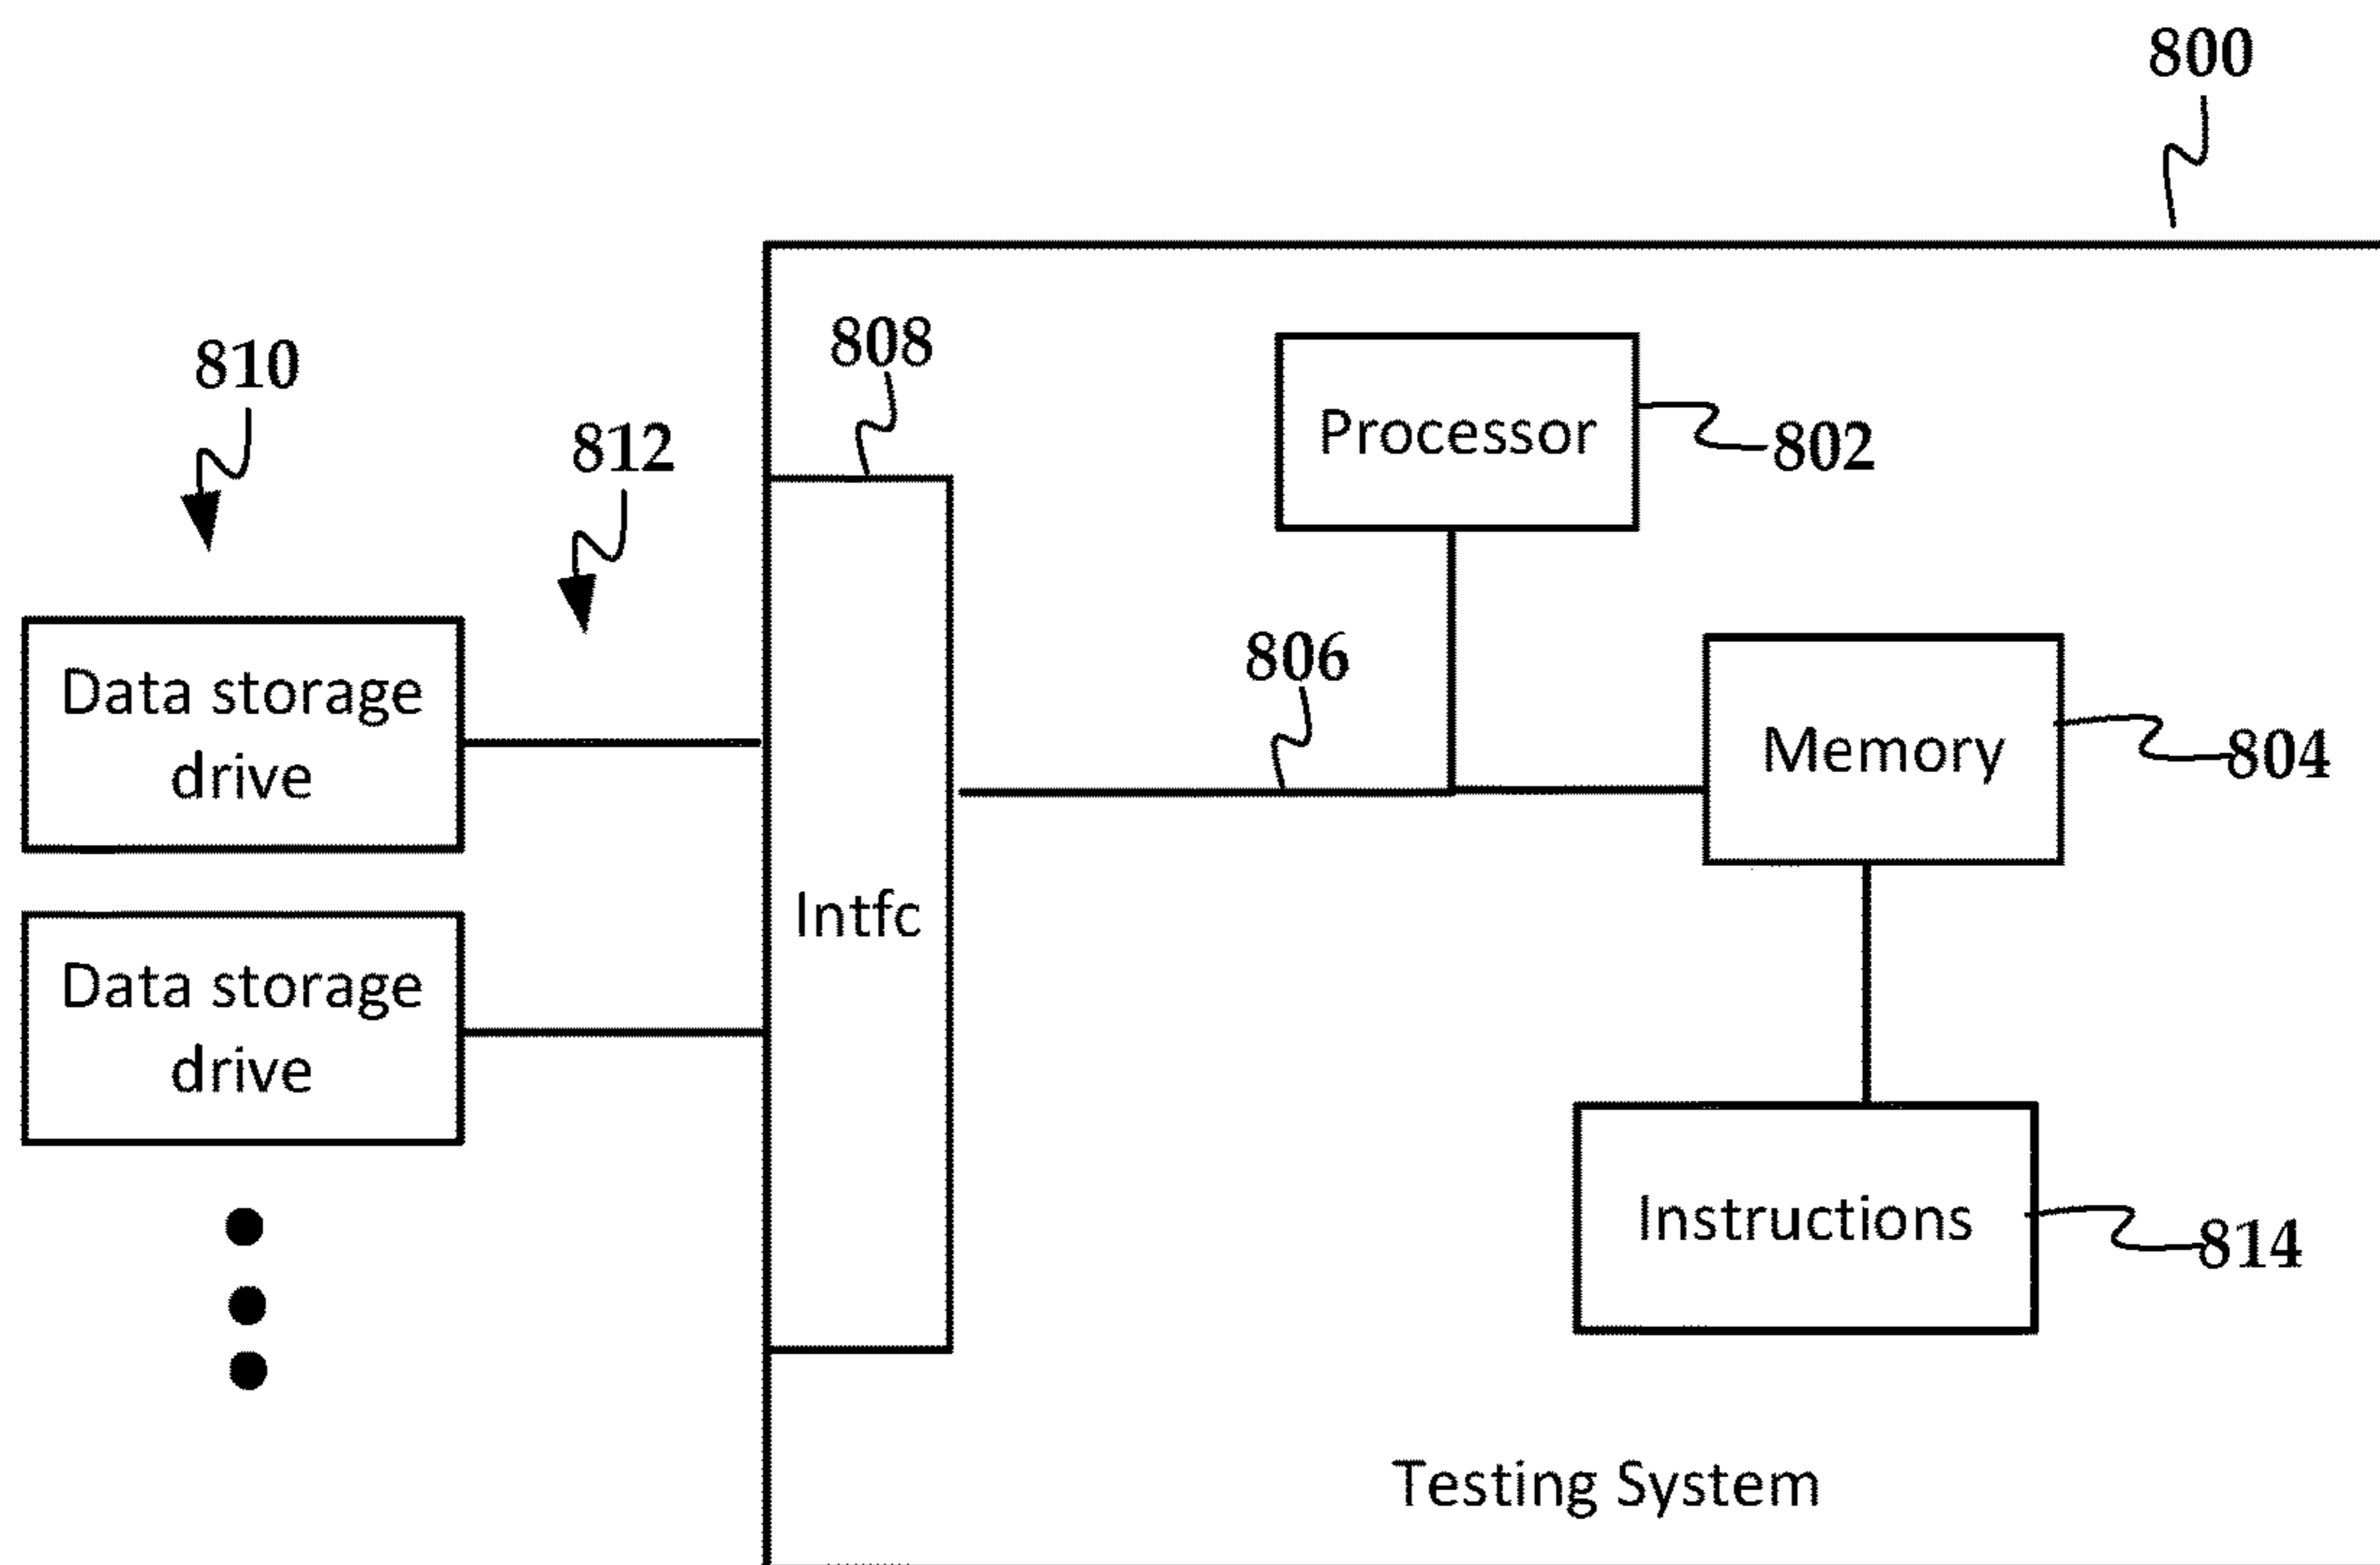 800
808
810
Processor
802
812
806
Data storage
drive
Memory
804
Intfc
Data storage
drive
Instructions
814
Testing System